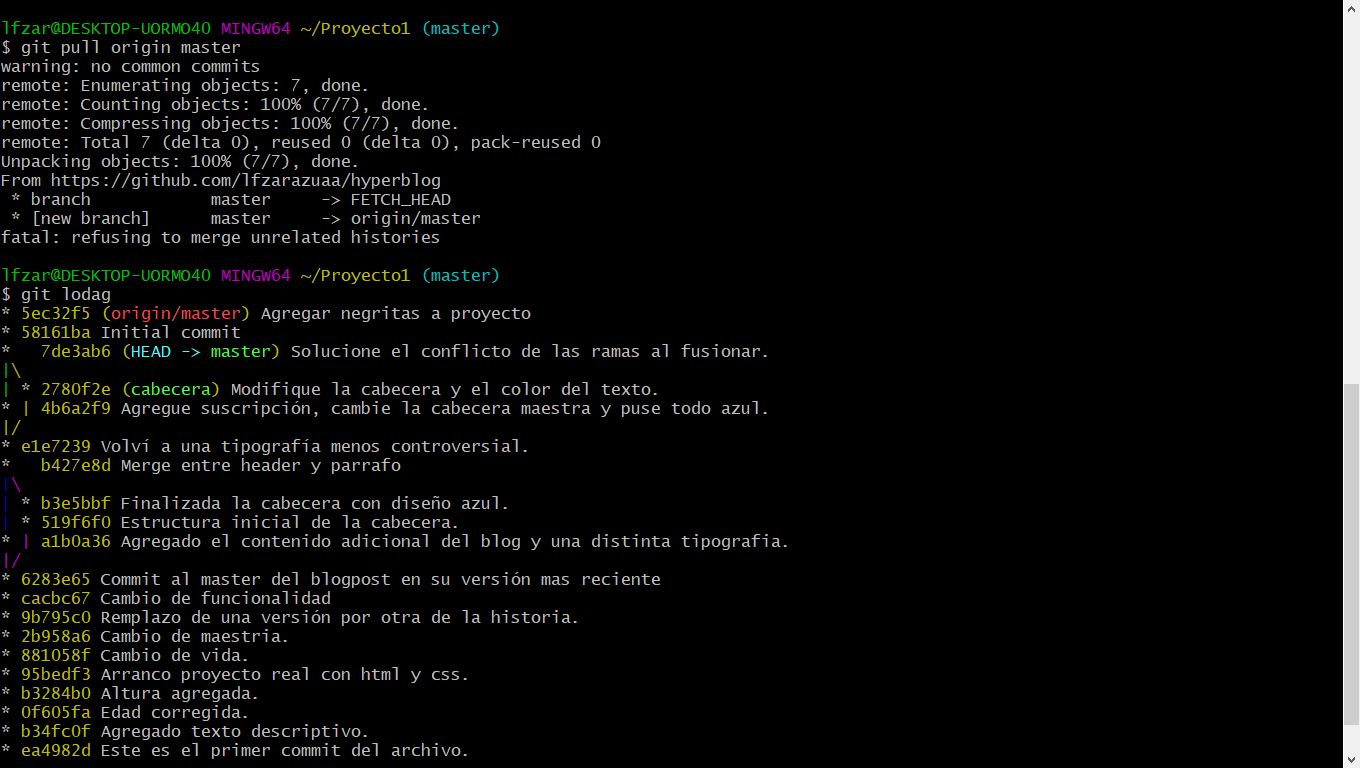 lfzar@DESKTOP-UORMO4O MINGW64 ~/Proyecto1 (master)
$ git pull origin master
warning: no common commits
remote: Enumerating objects: 7, done.
remote: Counting objects: 100% (7/7), done.
remote: Compressing objects: 100% (7/7), done.
remote: Total 7 (delta 0), reused 0 (delta 0), pack-reused 0
Unpacking objects: 100% (7/7), done.
From https://github.com/lfzarazuaa/hyperblog
 * branch            master     -> FETCH_HEAD
 * [new branch]      master     -> origin/master
fatal: refusing to merge unrelated histories
lfzar@DESKTOP-UORMO4O MINGW64 ~/Proyecto1 (master)
$ git lodag
* 5ec32f5 (origin/master) Agregar negritas a proyecto
* 58161ba Initial commit
*   7de3ab6 (HEAD -> master) Solucione el conflicto de las ramas al fusionar.
|\
| * 2780f2e (cabecera) Modifique la cabecera y el color del texto.
* | 4b6a2f9 Agregue suscripción, cambie la cabecera maestra y puse todo azul.
|/
* e1e7239 Volví a una tipografía menos controversial.
*   b427e8d Merge entre header y parrafo
|\
| * b3e5bbf Finalizada la cabecera con diseño azul.
| * 519f6f0 Estructura inicial de la cabecera.
* | a1b0a36 Agregado el contenido adicional del blog y una distinta tipografia.
|/
* 6283e65 Commit al master del blogpost en su versión mas reciente
* cacbc67 Cambio de funcionalidad
* 9b795c0 Remplazo de una versión por otra de la historia.
* 2b958a6 Cambio de maestria.
* 881058f Cambio de vida.
* 95bedf3 Arranco proyecto real con html y css.
* b3284b0 Altura agregada.
* 0f605fa Edad corregida.
* b34fc0f Agregado texto descriptivo.
* ea4982d Este es el primer commit del archivo.